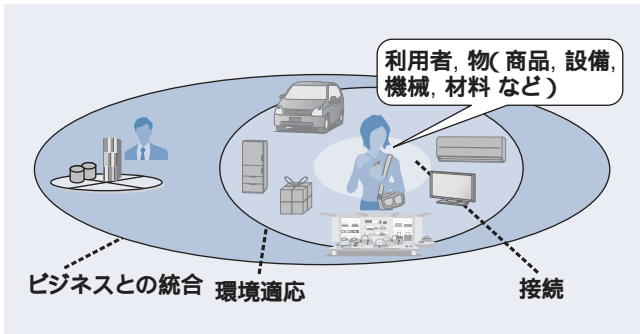 利用者, 物( 商品, 設備,
機械, 材料 など )
ビジネスとの統合
環境適応
接続